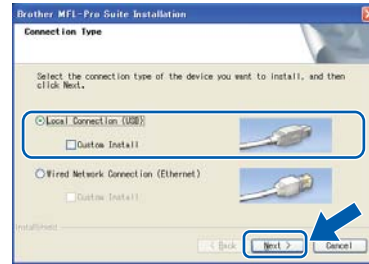 Brother MFL-Pro Suite Installation
Connection Type
Select the connection type of the device you want to install, and then
click Next.
Local Connection (USB)
Custom Install
Wired Network Connection (Ethernet)
Custom Install
InstallShield
< Back
Next >
Cancel